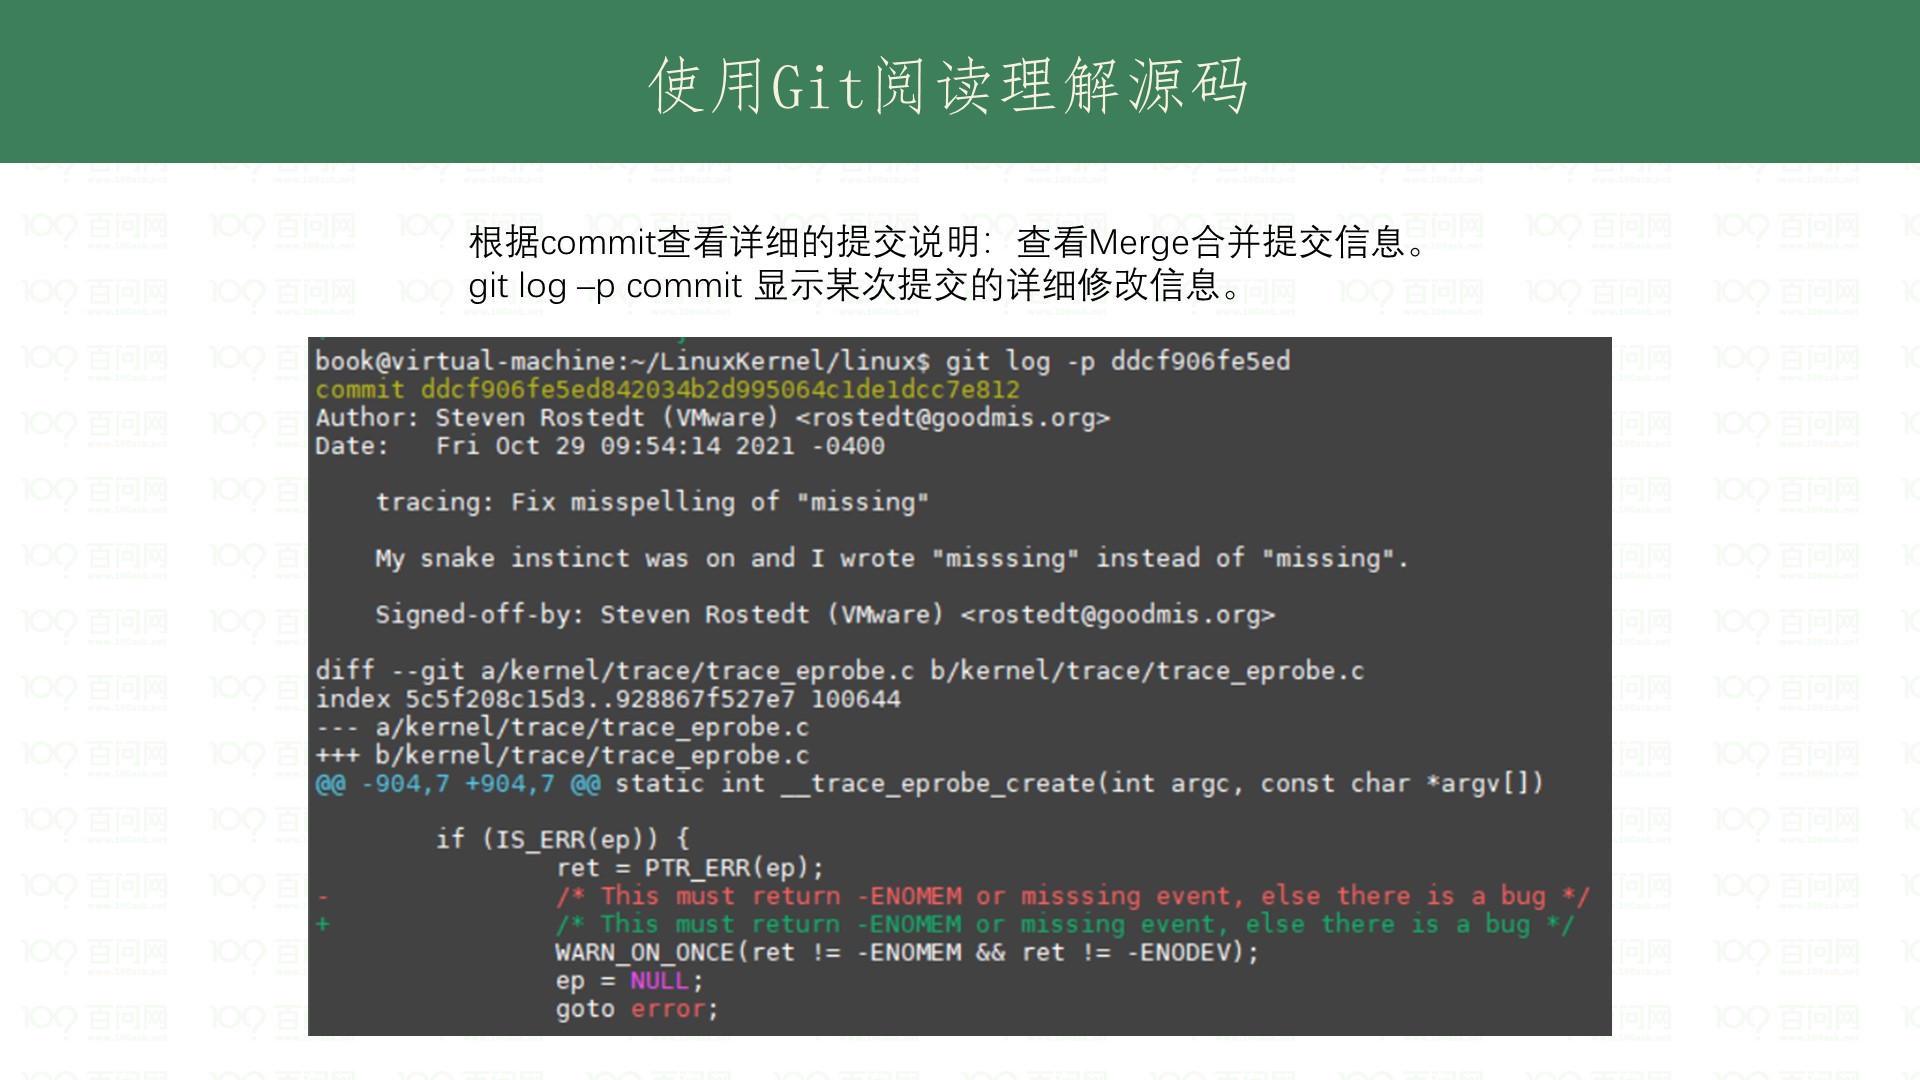 使用Git阅读理解源码
根据commit查看详细的提交说明：查看Merge合并提交信息。
git log –p commit 显示某次提交的详细修改信息。
book@virtual-machine:~/LinuxKernel/linux$ git log -p ddcf906fe5ed
commit ddcf906fe5ed842034b2d995064c1de1dcc7e812
Author: Steven Rostedt (VMware) <rostedt@goodmis.org>
Date:   Fri Oct 29 09:54:14 2021 -0400
    tracing: Fix misspelling of "missing"
    My snake instinct was on and I wrote "misssing" instead of "missing".
    Signed-off-by: Steven Rostedt (VMware) <rostedt@goodmis.org>
diff --git a/kernel/trace/trace_eprobe.c b/kernel/trace/trace_eprobe.c
index 5c5f208c15d3..928867f527e7 100644
--- a/kernel/trace/trace_eprobe.c
+++ b/kernel/trace/trace_eprobe.c
@@ -904,7 +904,7 @@ static int __trace_eprobe_create(int argc, const char *argv[])
        if (IS_ERR(ep)) {
                ret = PTR_ERR(ep);
-               /* This must return -ENOMEM or misssing event, else there is a bug */
+               /* This must return -ENOMEM or missing event, else there is a bug */
                WARN_ON_ONCE(ret != -ENOMEM && ret != -ENODEV);
                ep = NULL;
                goto error;